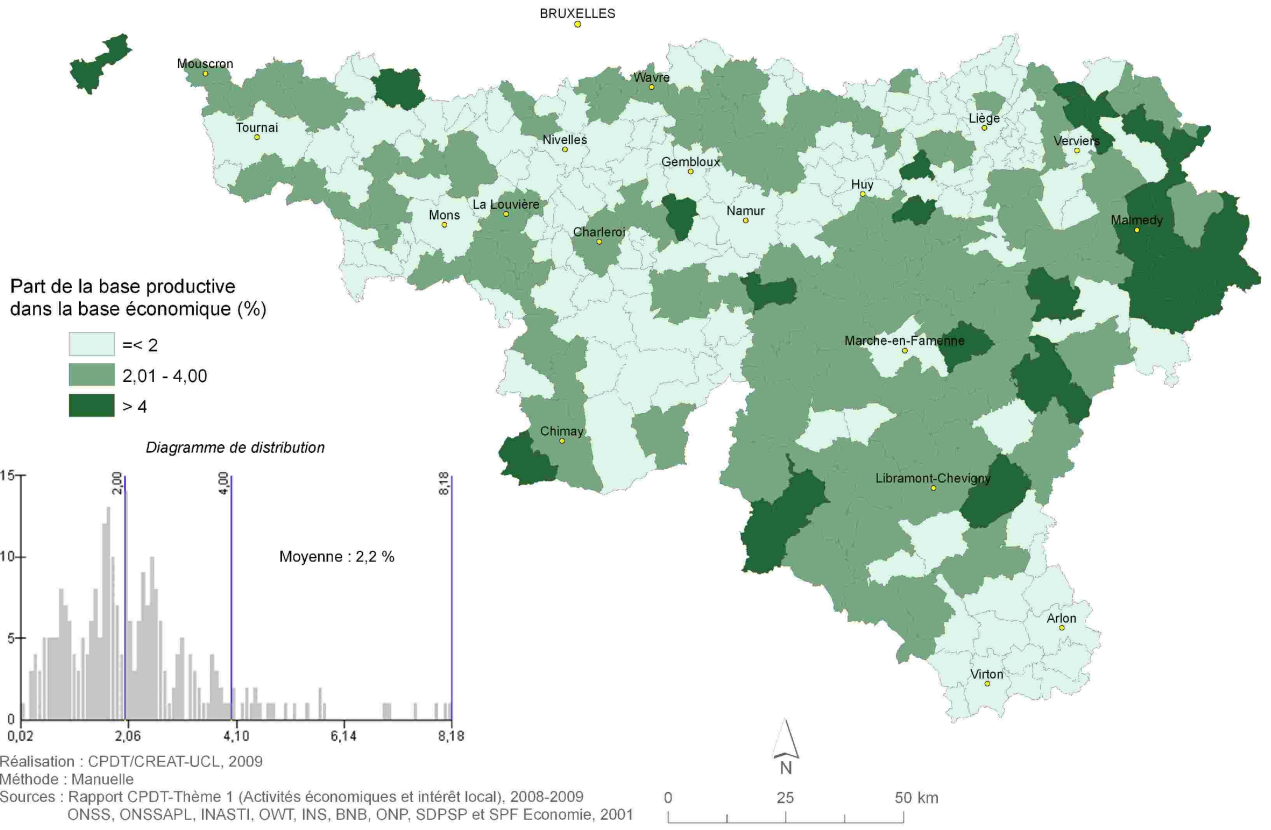 BRUXELLES
Mouscron
Wavre
Tournai
Liège
Nivelles
Verviers
Gembloux
Huy
La Louvière
Mons
Namur
Malmedy
Charleroi
Part de la base productive
dans la base économique (%)
=< 2
2,01 - 4,00
> 4
Marche-en-Famenne
Chimay
Diagramme de distribution
Libramont-Chevigny
15
10
5
0
2,00
4,00
8,18
Moyenne : 2,2 %
0,02
2,06
4,10
6,14
8,18
Arlon
Virton
N
Réalisation : CPDT/CREAT-UCL, 2009
Méthode : Manuelle
Sources : Rapport CPDT-Thème 1 (Activités économiques et intérêt local), 2008-2009
ONSS, ONSSAPL, INASTI, OWT, INS, BNB, ONP, SDPSP et SPF Economie, 2001
0 25 50 km